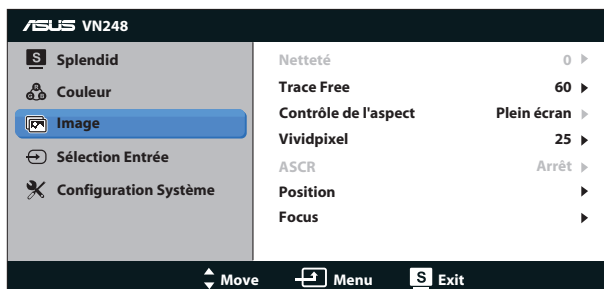 ASUS VN248
S Splendid
Couleur
Image
Sélection Entrée
Configuration Système
Netteté 0
Trace Free 60
Contrôle de l'aspect Plein écran
Vividpixel 25
ASCR Arrêt
Position
Focus
Move Menu S Exit